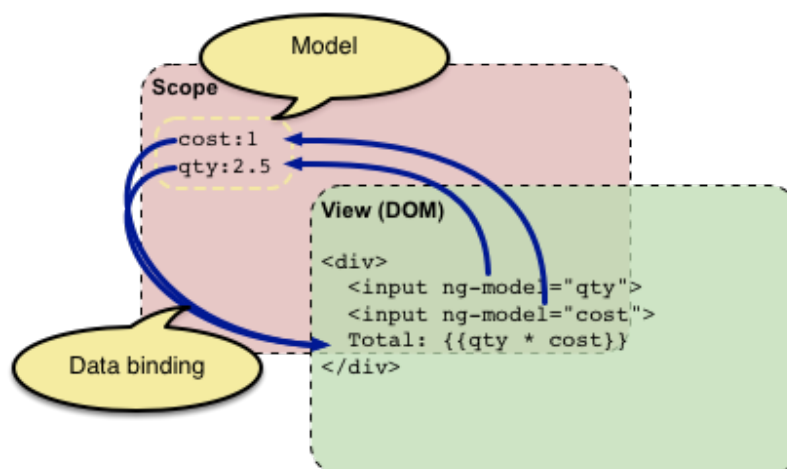 Model
Scope
cost:1
qty:2.5
View (DOM)
<div>
<input ng-model="qty">
<input ng-model="cost">
Total: {{qty * cost}}
</div>
Data binding